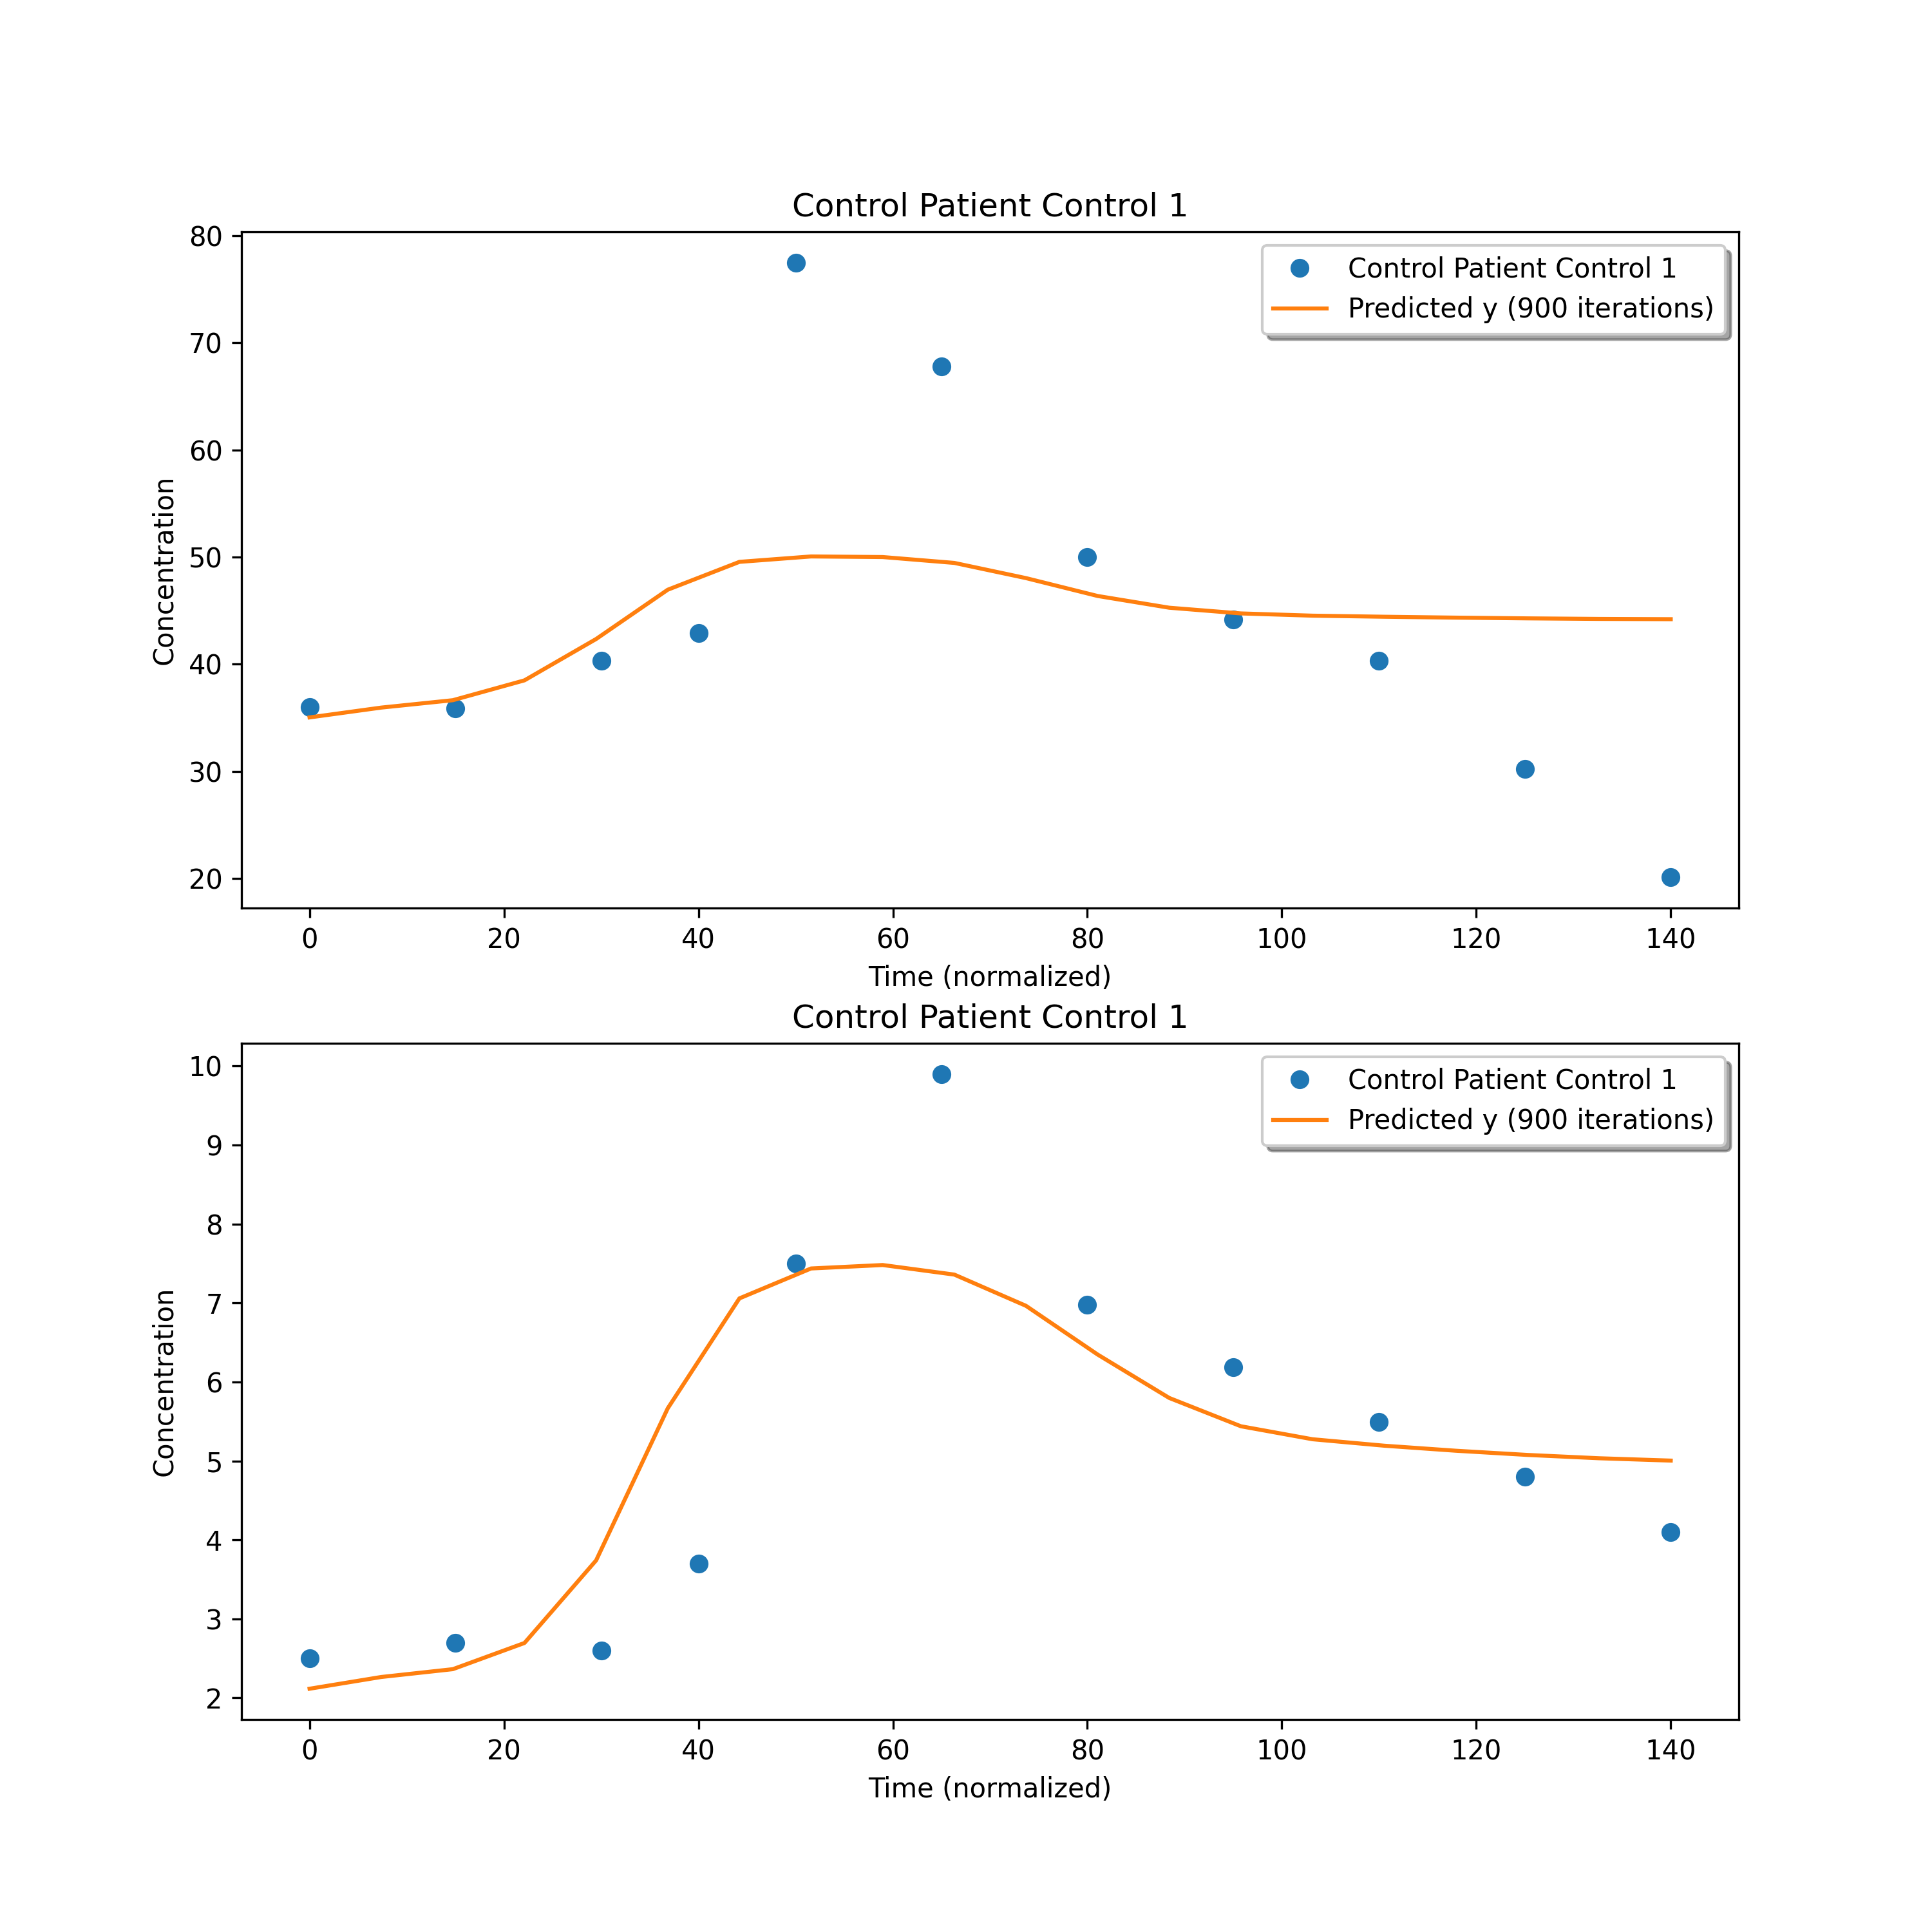 Control Patient Control 1
80
70
60
50
40
30
20
Concentration
Control Patient Control 1
Predicted y (900 iterations)
0 20 40 60 80 100 120 140
Time (normalized)
Control Patient Control 1
10
9
8
7
6
5
4
3
2
Concentration
Control Patient Control 1
Predicted y (900 iterations)
0 20 40 60 80 100 120 140
Time (normalized)